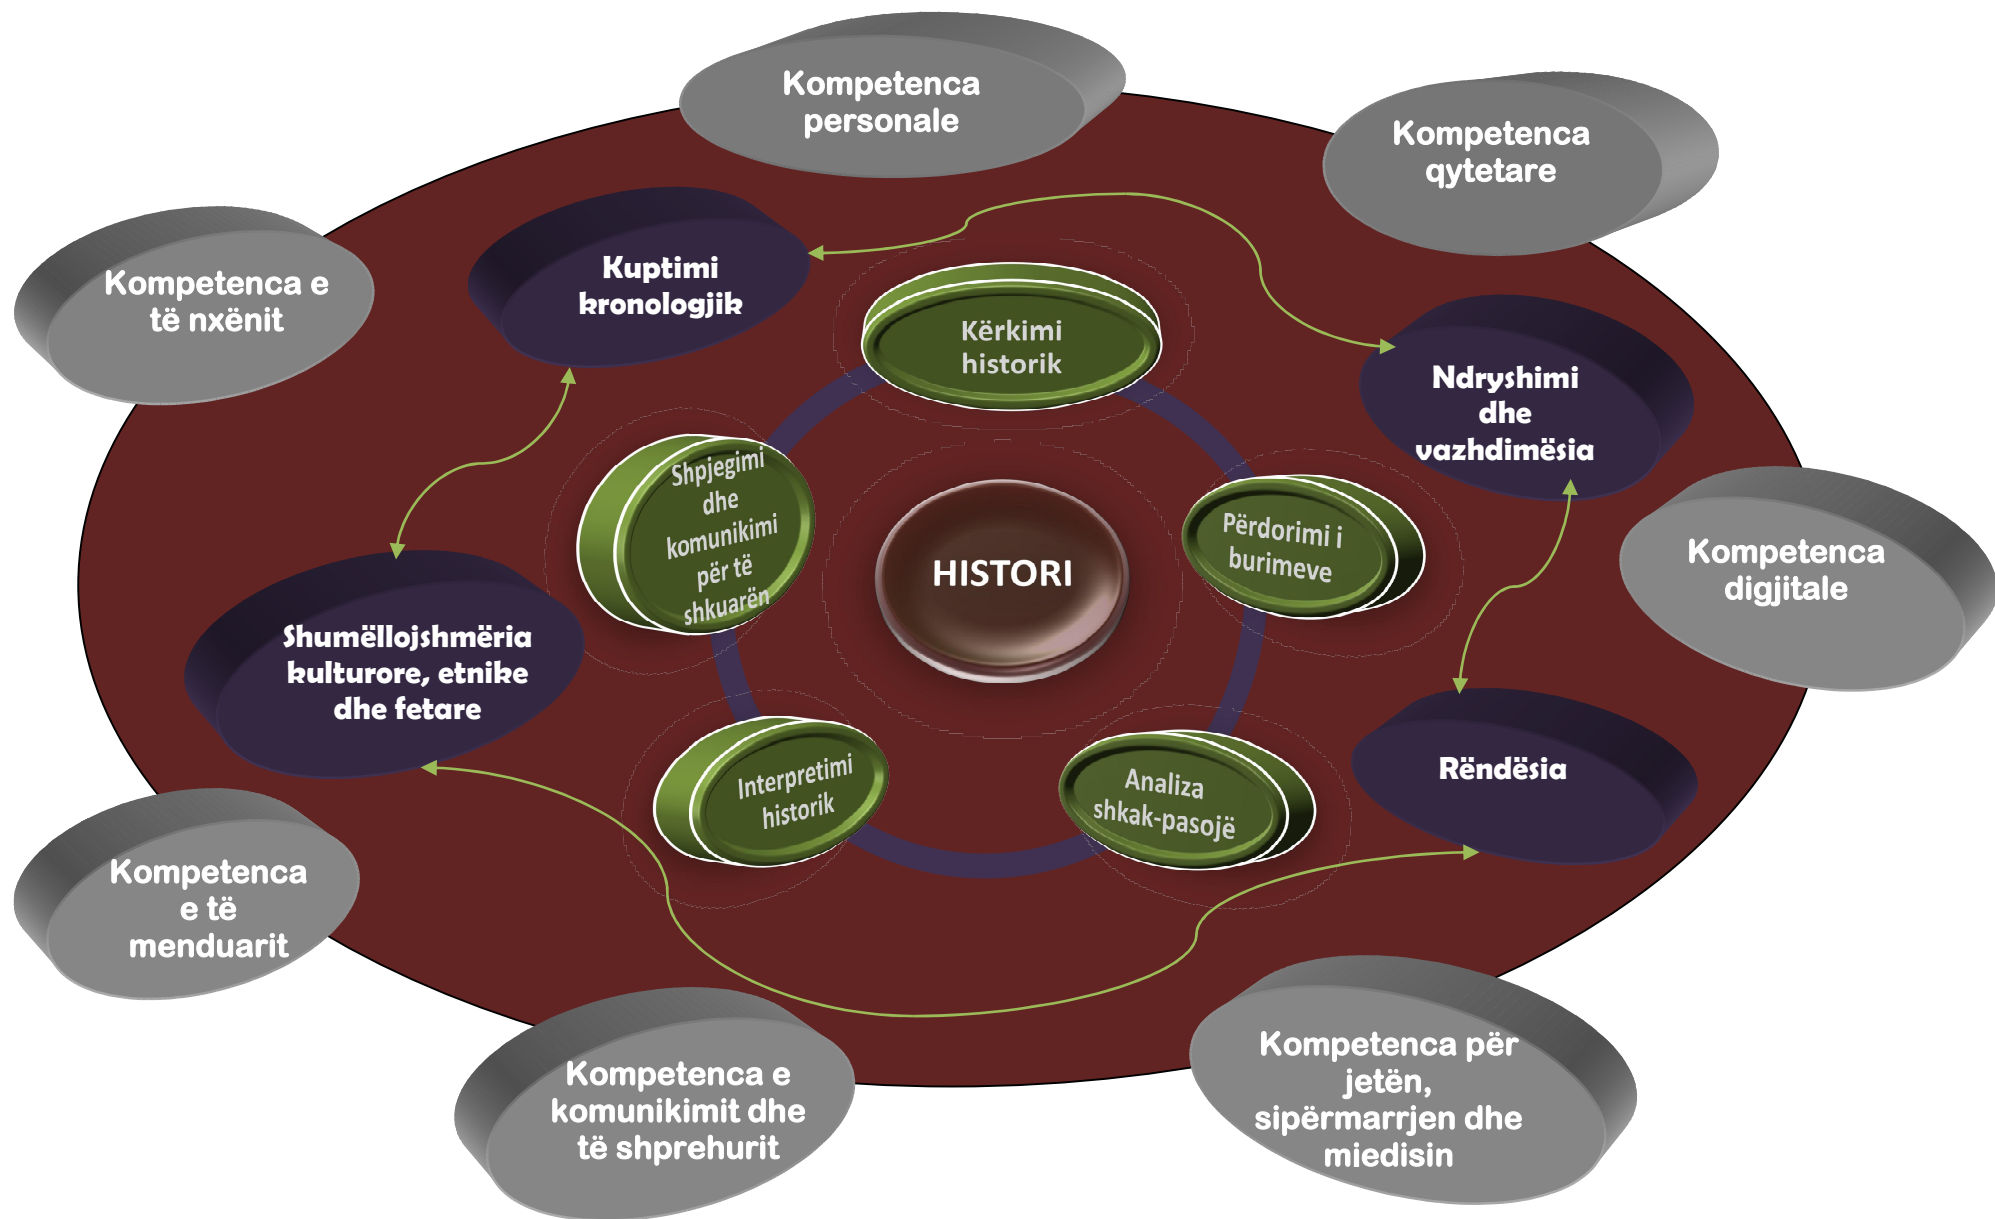 Kompetenca
personale
Kompetenca
qytetare
Kompetenca e
të nxënit
Kuptimi
kronologjik
Kërkimi
historik
Ndryshimi
dhe
vazhdimësia
Shpjegimi
dhe
komunikimi
për të
shkuarën
HISTORI
Përdorimi i
burimeve
Kompetenca
digjitale
Shumëllojshmëria
kulturore, etnike
dhe fetare
Interpretimi
historik
Analiza
shkak-pasojë
Rëndësia
Kompetenca
e të
menduarit
Kompetenca e
komunikimit dhe
të shprehurit
Kompetenca për
jetën,
sipërmarrjen dhe
mjedisin